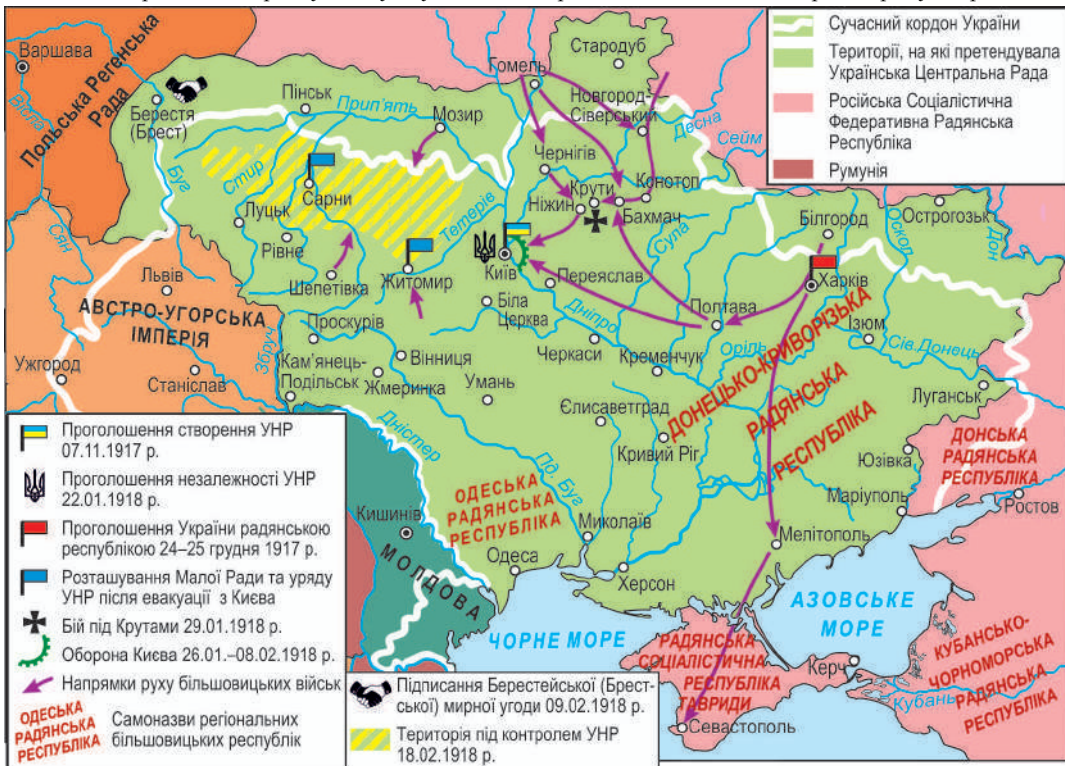 Сучасний кордон України
Території, на які претендувала
Українська Центральна Рада
Російська Соціалістична
Федеративна Радянська
Республіка
Румунія
Варшава
Вісла
Польська Регенська
Рада
Берестя
(Брест)
Пінськ
Прип'ять
Мозир
Гомель
Стародуб
Новгород-
Сіверський
Десна
Сейм
Чернігів
Крути
Конотоп
Ніжин
Бахмач
Буг
Стир
Сарни
Луцьк
Рівне
Тетерів
Київ
Переяслав
Супа
Білгород
Острогозьк
Оскол
Дон
Харків
Сян
Львів
Шепетівка
Житомир
Біла
Церква
Полтава
АВСТРО-УГОРСЬКА
ІМПЕРІЯ
Збруч
Проскурів
Дніпро
Черкаси
Кременчук
Оріль
Ізюм
Сів.Донець
Ужгород
Станіслав
Кам'янець-
Подільськ
Вінниця
Жмеринка
Умань
Луганськ
ДОНЕЦЬКО-КРИВОРІЗЬКА
РАДЯНСЬКА
РЕСПУБЛІКА
Дністер
Єлисаветград
Кривий Ріг
Юзівка
ДОНСЬКА
РАДЯНСЬКА
РЕСПУБЛІКА
Пд. Буг
ОДЕСЬКА
РАДЯНСЬКА
РЕСПУБЛІКА
Маріуполь
Ростов
Кишинів
МОЛДОВА
Миколаїв
Мелітополь
Одеса
Херсон
ЧОРНЕ МОРЕ
АЗОВСЬКЕ
МОРЕ
РАДЯНСЬКА
СОЦІАЛІСТИЧНА
РЕСПУБЛІКА
ТАВРИДИ
Керч
Севастополь
КУБАНСЬКО-
ЧОРНОМОРСЬКА
РАДЯНСЬКА
РЕСПУБЛІКА
Кубань
Проголошення створення УНР
07.11.1917 р.
Проголошення незалежності УНР
22.01.1918 р.
Проголошення України радянською
республікою 24–25 грудня 1917 р.
Розташування Малої Ради та уряду
УНР після евакуації з Києва
Бій під Крутами 29.01.1918 р.
Оборона Києва 26.01.–08.02.1918 р.
Напрямки руху більшовицьких військ
ОДЕСЬКА
РАДЯНСЬКА
РЕСПУБЛІКА
Самоназви регіональних
більшовицьких республік
Підписання Берестейської (Брест-
ської) мирної угоди 09.02.1918 р.
Територія під контролем УНР
18.02.1918 р.